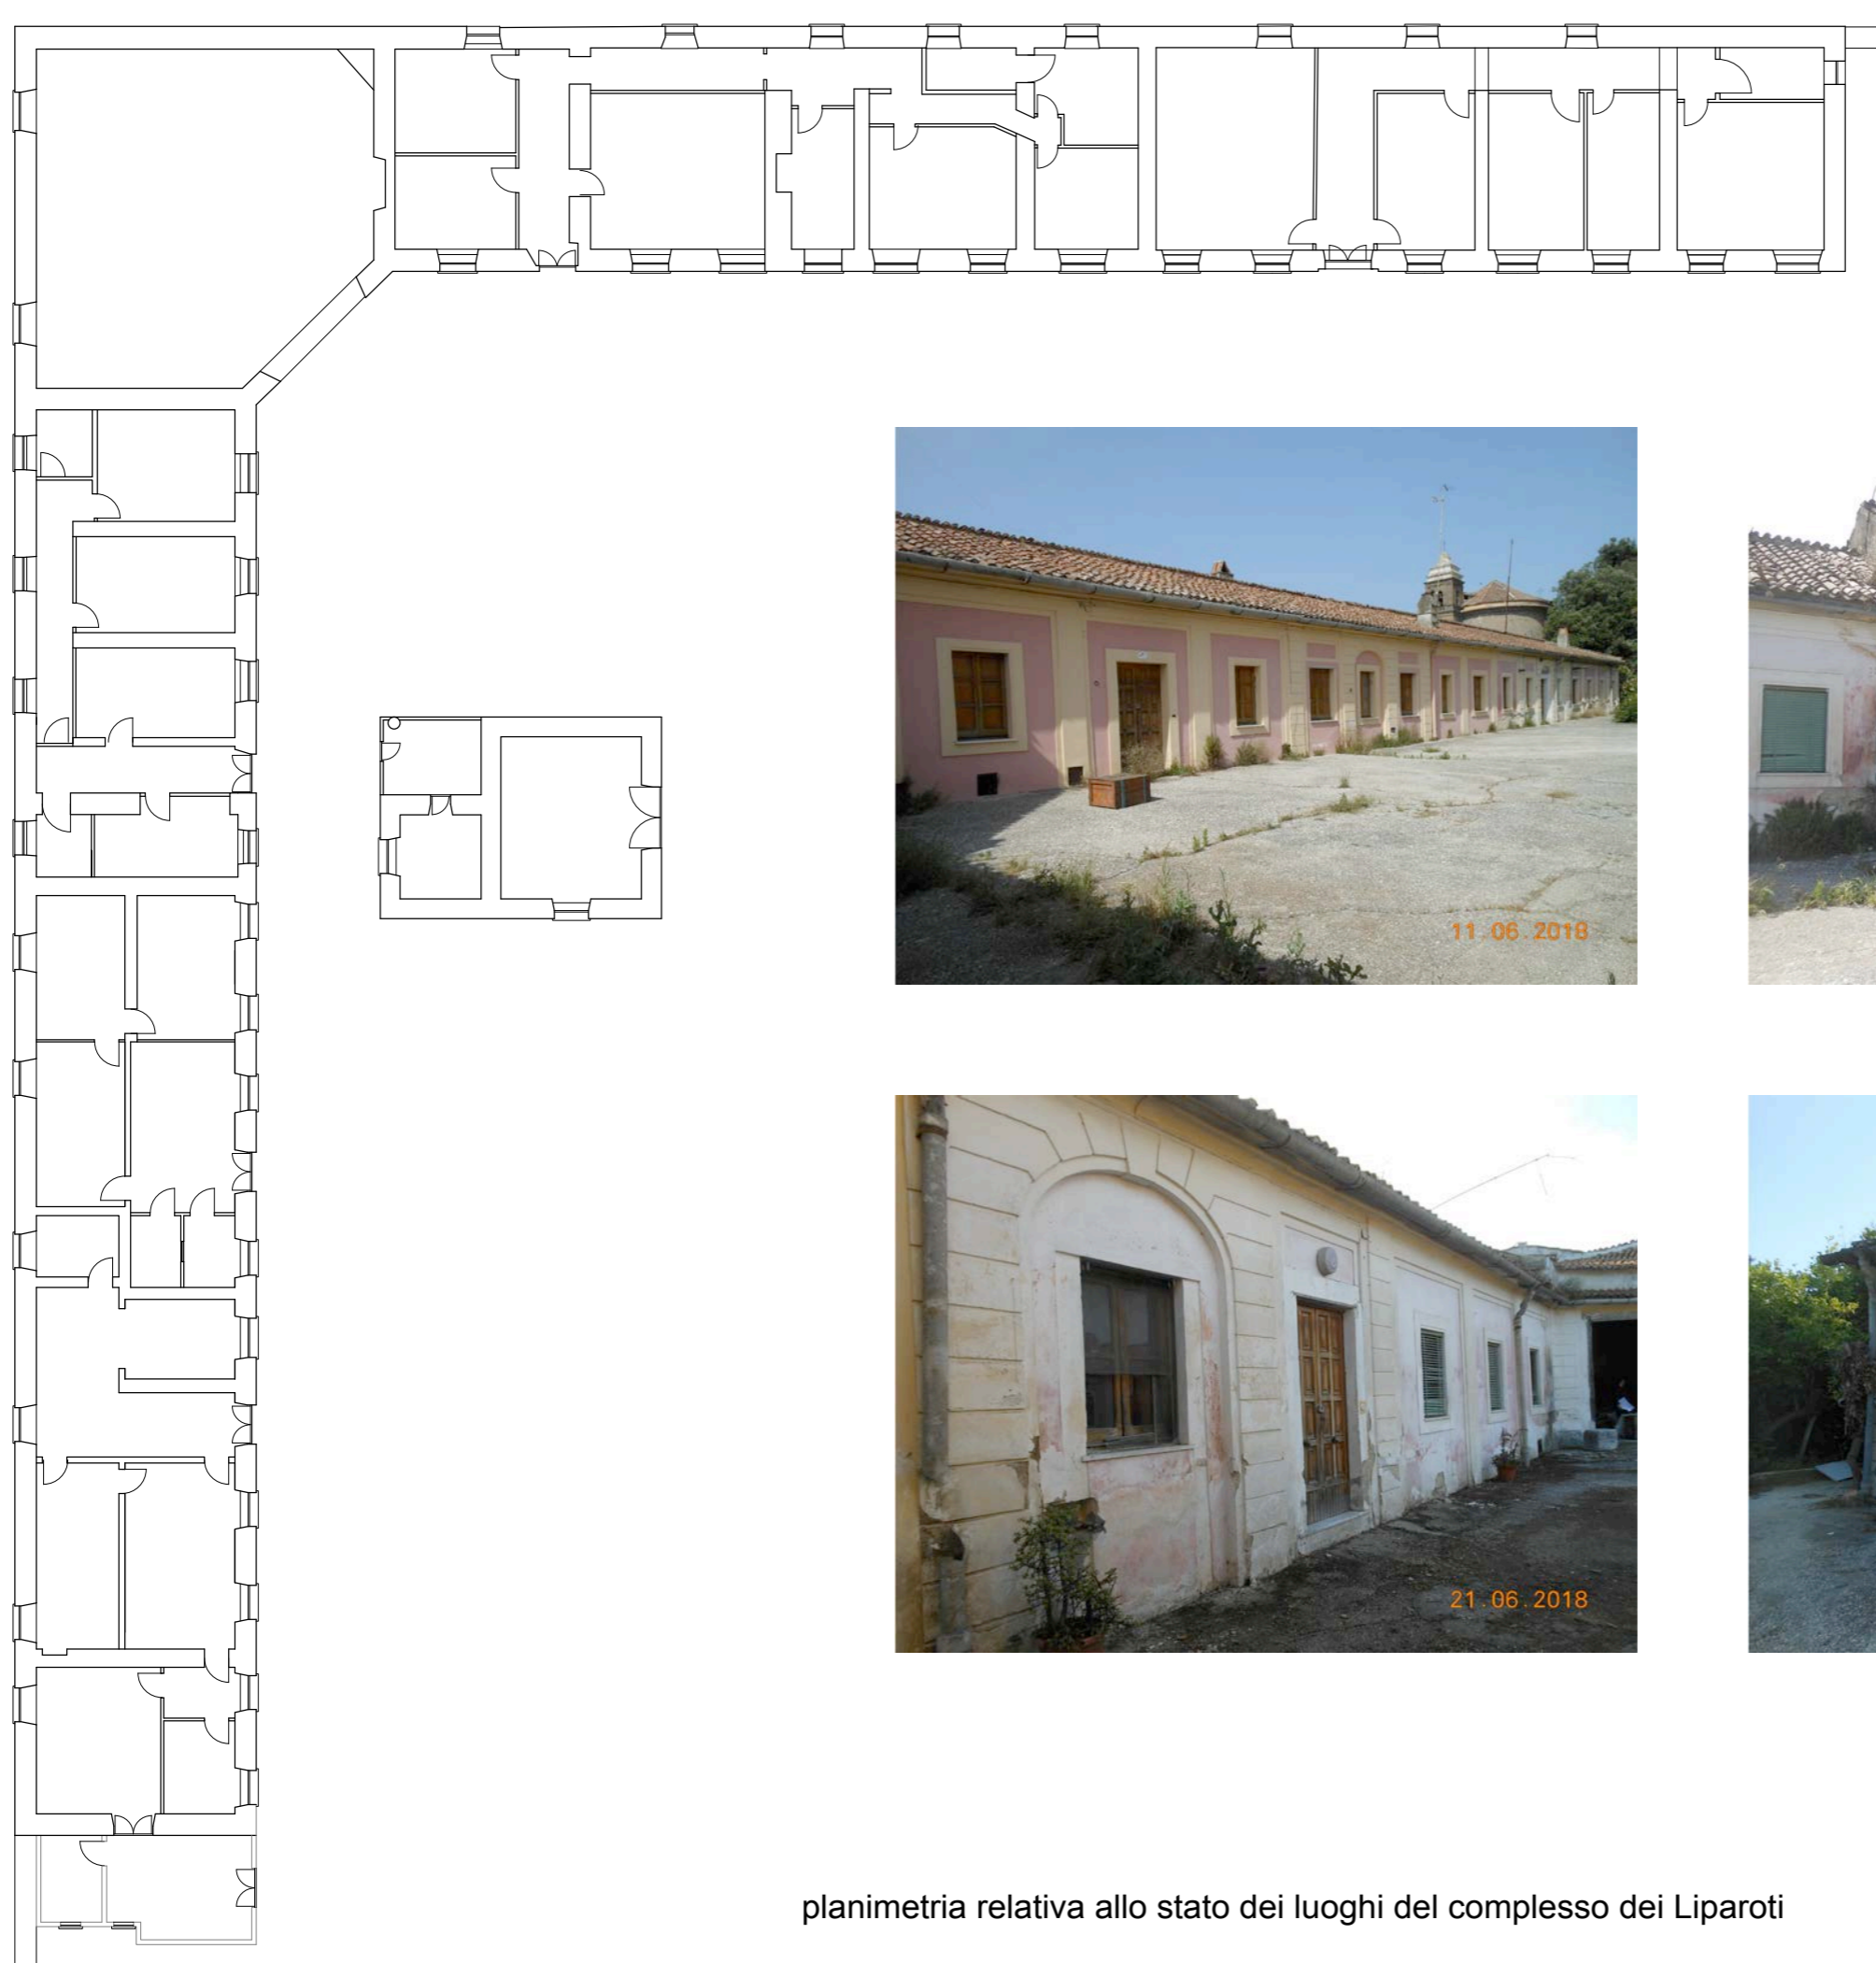 11.06.2018
21.06.2018
planimetria relativa allo stato dei luoghi del complesso dei Liparoti